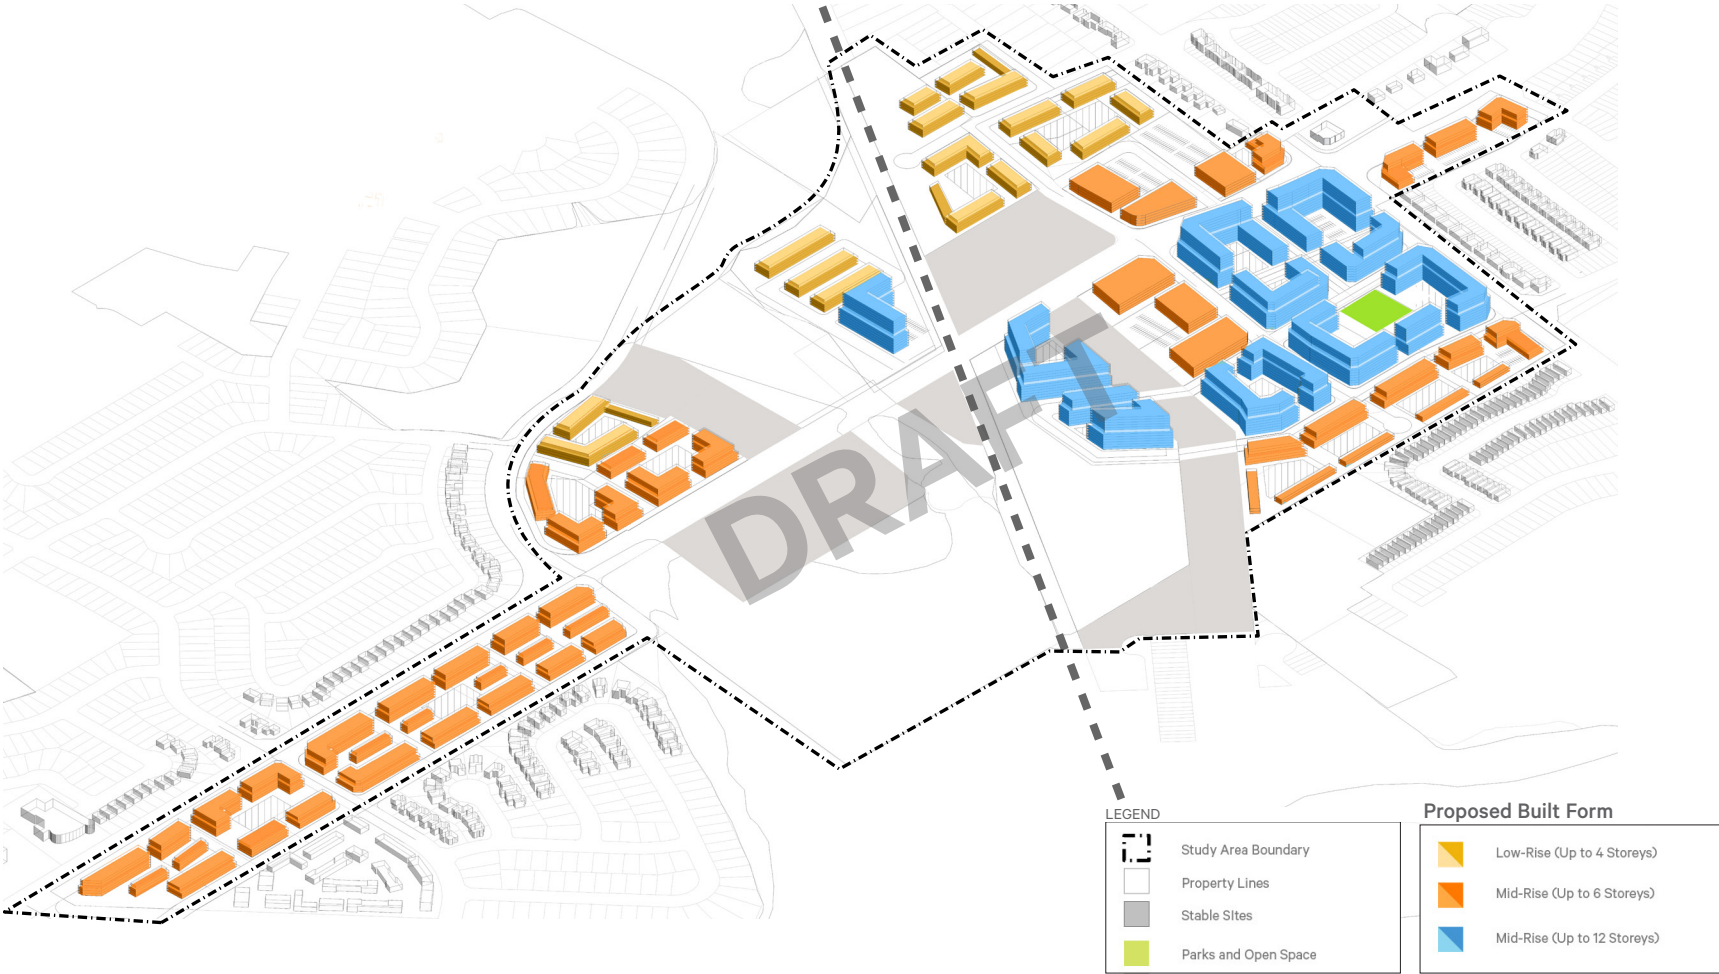 DRAFT
LEGEND
Study Area Boundary
Property Lines
Stable SItes
Parks and Open Space
Proposed Built Form
Low-Rise (Up to 4 Storeys)
Mid-Rise (Up to 6 Storeys)
Mid-Rise (Up to 12 Storeys)